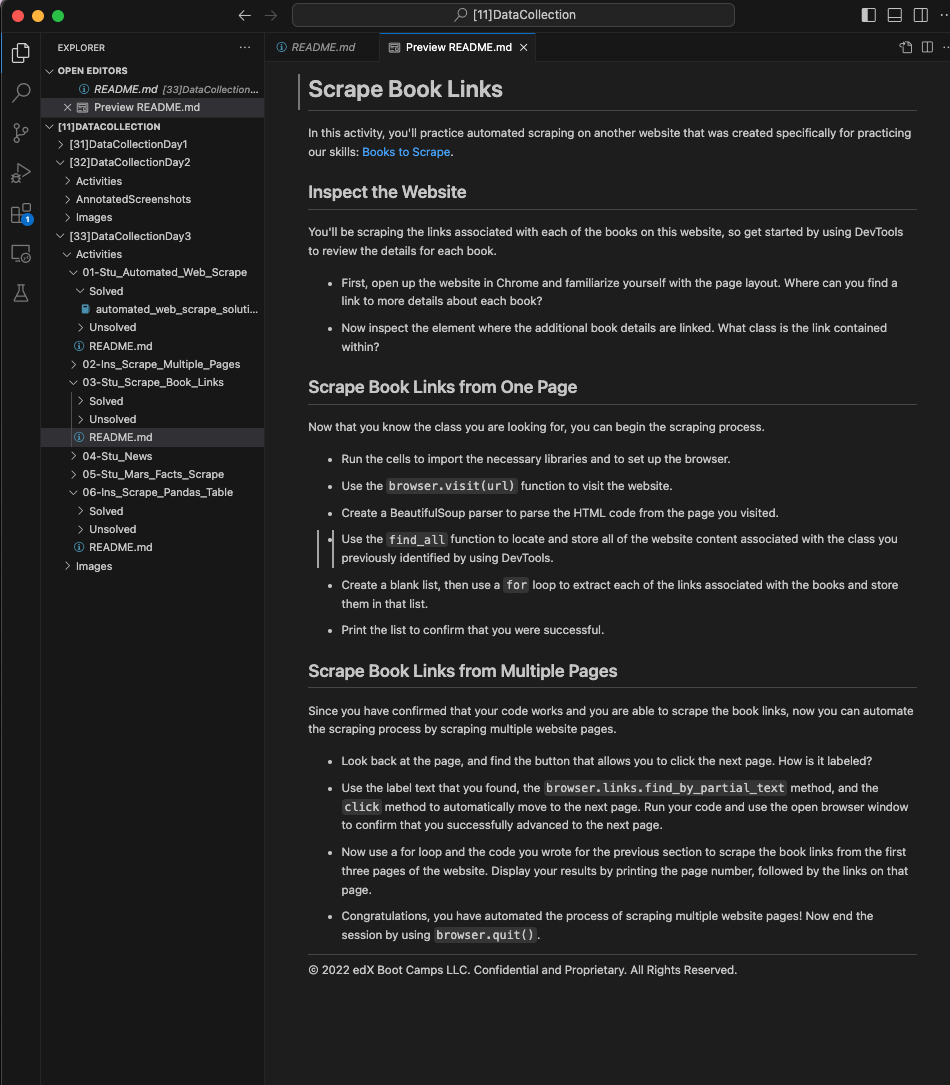 [11]DataCollection
EXPLORER
README.md
Preview README.md
OPEN EDITORS
README.md [33]DataCollection...
Preview README.md
[11]DATACOLLECTION
[31]DataCollectionDay1
[32]DataCollectionDay2
Activities
AnnotatedScreenshots
Images
[33]DataCollectionDay3
Activities
01-Stu_Automated_Web_Scrape
Solved
automated_web_scrape_soluti...
Unsolved
README.md
02-Ins_Scrape_Multiple_Pages
03-Stu_Scrape_Book_Links
Solved
Unsolved
README.md
04-Stu_News
05-Stu_Mars_Facts_Scrape
06-Ins_Scrape_Pandas_Table
Solved
Unsolved
README.md
Images
1
Scrape Book Links
In this activity, you'll practice automated scraping on another website that was created specifically for practicing
our skills: Books to Scrape.
Inspect the Website
You'll be scraping the links associated with each of the books on this website, so get started by using DevTools
to review the details for each book.
• First, open up the website in Chrome and familiarize yourself with the page layout. Where can you find a
link to more details about each book?
• Now inspect the element where the additional book details are linked. What class is the link contained
within?
Scrape Book Links from One Page
Now that you know the class you are looking for, you can begin the scraping process.
• Run the cells to import the necessary libraries and to set up the browser.
• Use the browser.visit(url) function to visit the website.
• Create a BeautifulSoup parser to parse the HTML code from the page you visited.
• Use the find_all function to locate and store all of the website content associated with the class you
previously identified by using DevTools.
• Create a blank list, then use a for loop to extract each of the links associated with the books and store
them in that list.
• Print the list to confirm that you were successful.
Scrape Book Links from Multiple Pages
Since you have confirmed that your code works and you are able to scrape the book links, now you can automate
the scraping process by scraping multiple website pages.
• Look back at the page, and find the button that allows you to click the next page. How is it labeled?
• Use the label text that you found, the browser.links.find_by_partial_text method, and the
click method to automatically move to the next page. Run your code and use the open browser window
to confirm that you successfully advanced to the next page.
• Now use a for loop and the code you wrote for the previous section to scrape the book links from the first
three pages of the website. Display your results by printing the page number, followed by the links on that
page.
• Congratulations, you have automated the process of scraping multiple website pages! Now end the
session by using browser.quit().
© 2022 edX Boot Camps LLC. Confidential and Proprietary. All Rights Reserved.